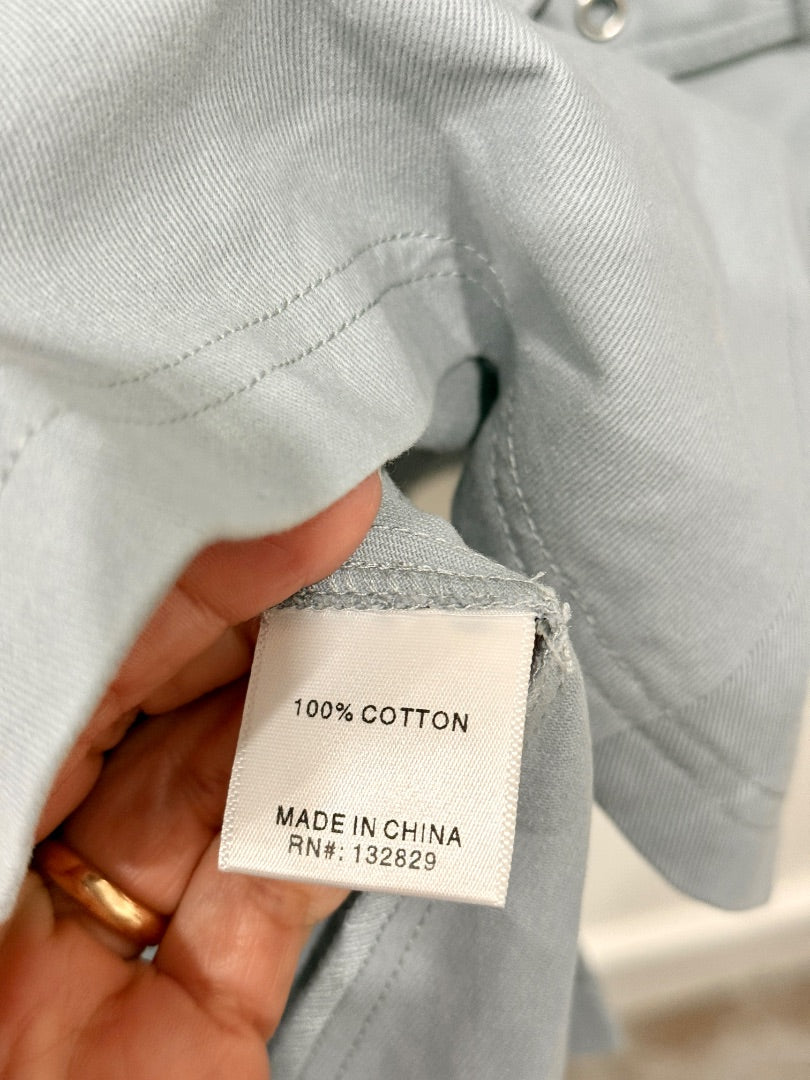 100% COTTON
MADE IN CHINA
RN#: 132829